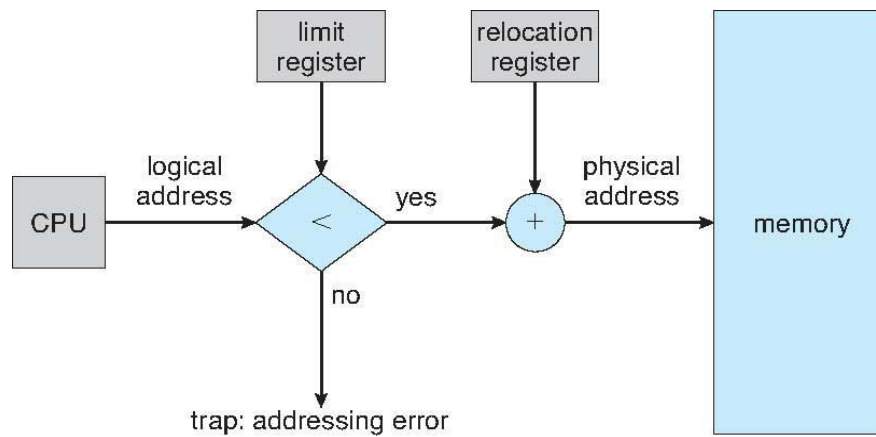 limit
register
relocation
register
logical
address
physical
address
CPU
<
yes
+
memory
no
trap: addressing error